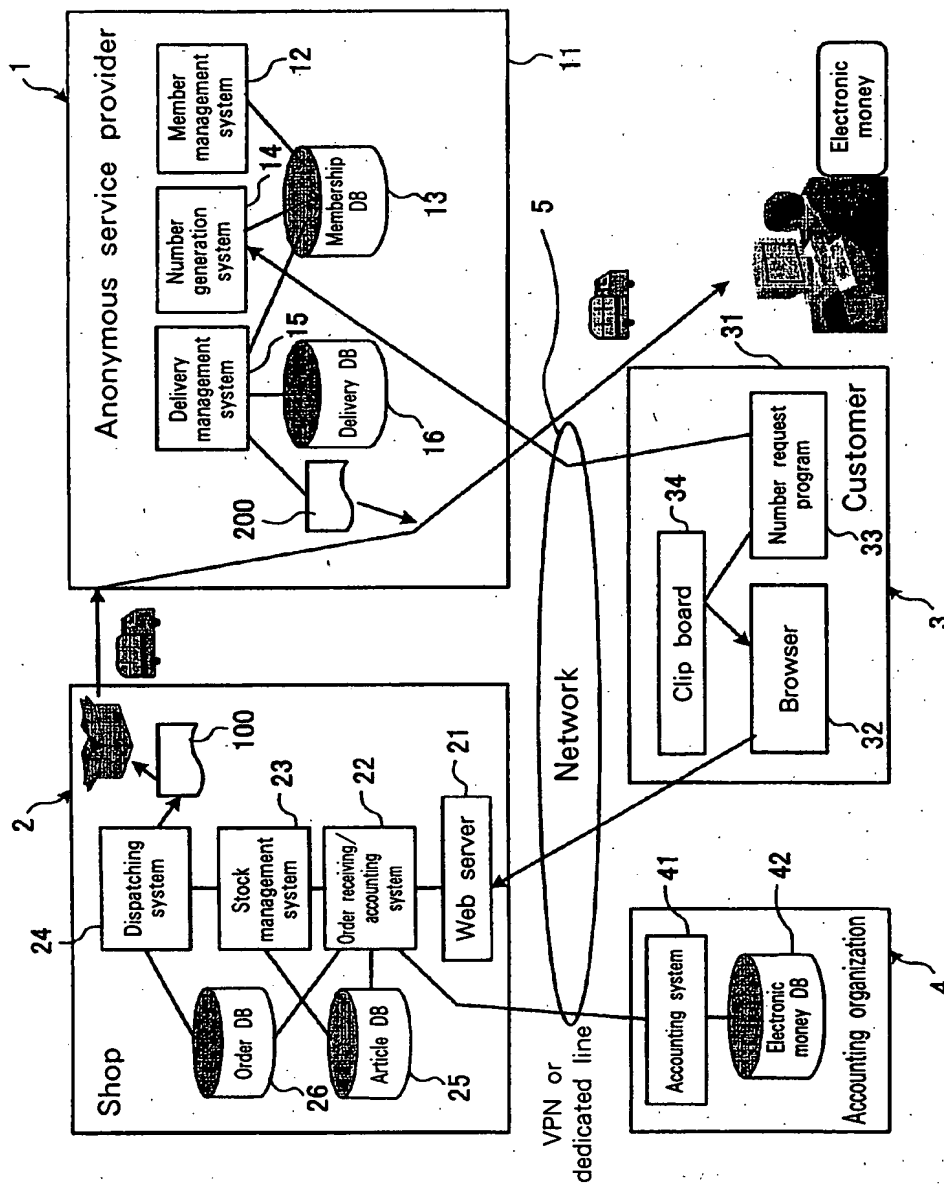 1
Anonymous service provider
Delivery
management
system
15
Number
generation
system
14
Member
management
system
12
Delivery DB
16
Membership
DB
13
200
11
2
Shop
24
Dispatching
system
100
Stock
management
system
23
Order receiving/
accounting
system
22
Web server
21
Order DB
26
Article DB
25
VPN or
dedicated line
Network
5
Accounting system
41
Electronic
money DB
42
Accounting organization
4
Clip board
34
Browser
32
Number request
program
33
Customer
31
3
Electronic
money